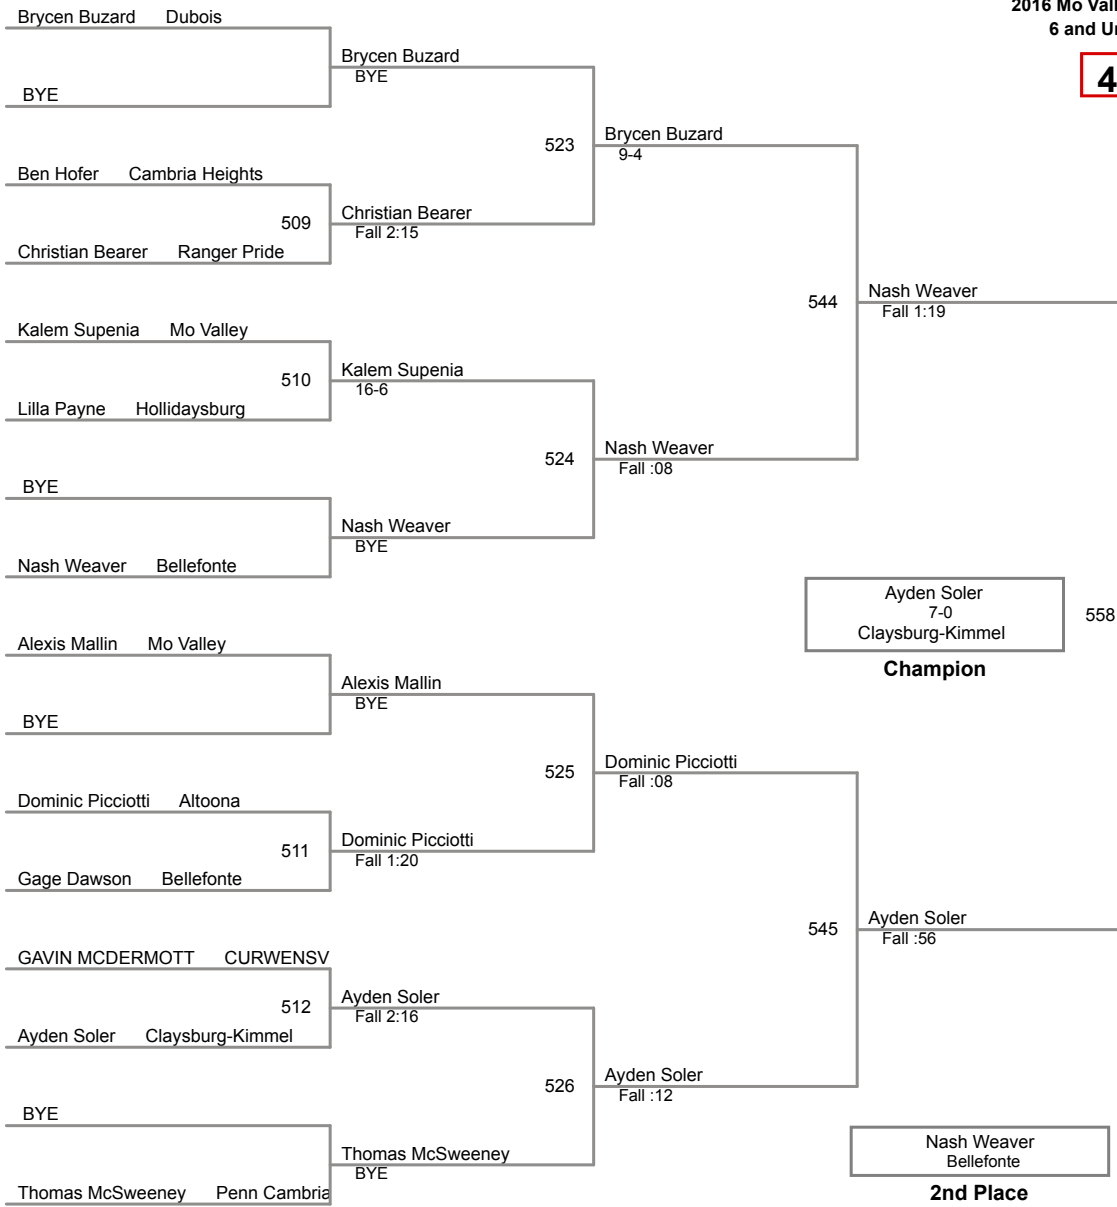 2016 Mo Vall
6 and Ur
4
Brycen Buzard Dubois
Brycen Buzard
BYE
BYE
523
Brycen Buzard
9-4
Ben Hofer Cambria Heights
509
Christian Bearer
Fall 2:15
Christian Bearer Ranger Pride
544
Nash Weaver
Fall 1:19
Kalem Supenia Mo Valley
510
Kalem Supenia
16-6
Lilla Payne Hollidaysburg
524
Nash Weaver
Fall :08
BYE
Nash Weaver
BYE
Nash Weaver Bellefonte
Ayden Soler
7-0
Claysburg-Kimmel
558
Champion
Alexis Mallin Mo Valley
Alexis Mallin
BYE
BYE
525
Dominic Picciotti
Fall :08
Dominic Picciotti Altoona
511
Dominic Picciotti
Fall 1:20
Gage Dawson Bellefonte
545
Ayden Soler
Fall :56
GAVIN MCDERMOTT CURWENSV
512
Ayden Soler
Fall 2:16
Ayden Soler Claysburg-Kimmel
526
Ayden Soler
Fall :12
BYE
Thomas McSweeney
BYE
Thomas McSweeney Penn Cambria
Nash Weaver
Bellefonte
2nd Place